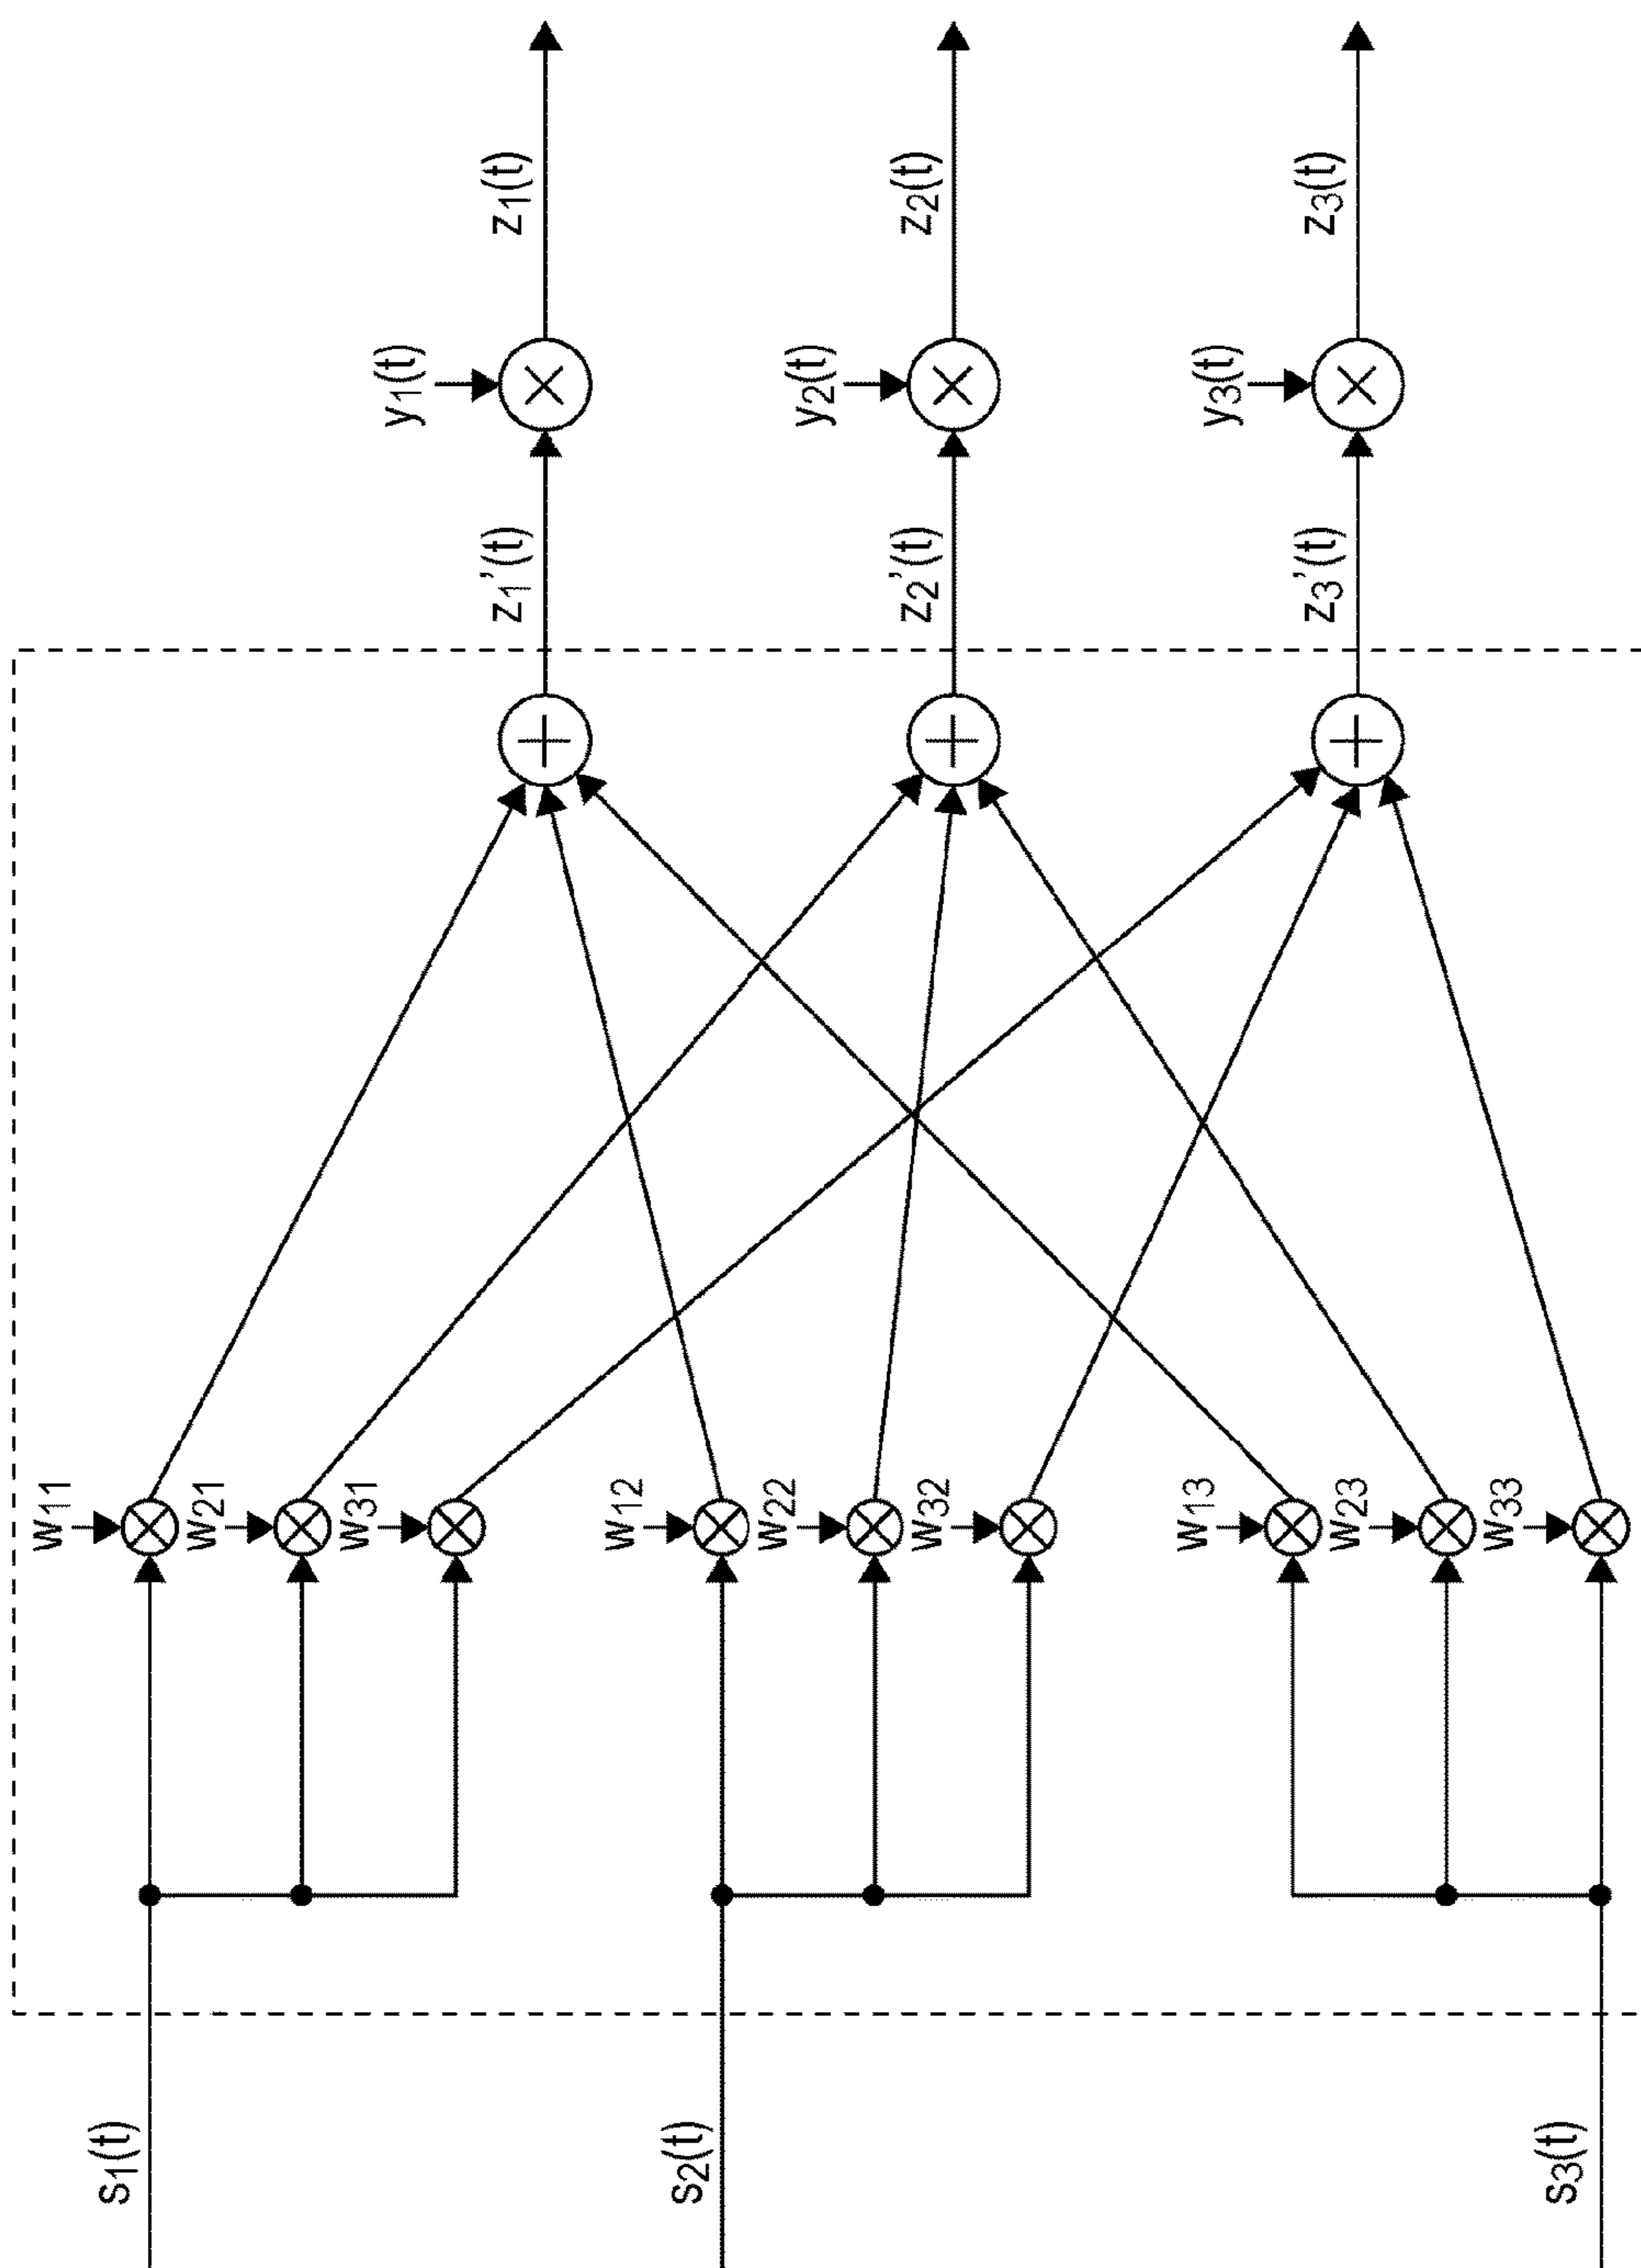 s1(t)
w11
w21
w31
z1'(t)
y1(t)
z1(t)
s2(t)
w12
w22
w32
z2'(t)
y2(t)
z2(t)
s3(t)
w13
w23
w33
z3'(t)
y3(t)
z3(t)